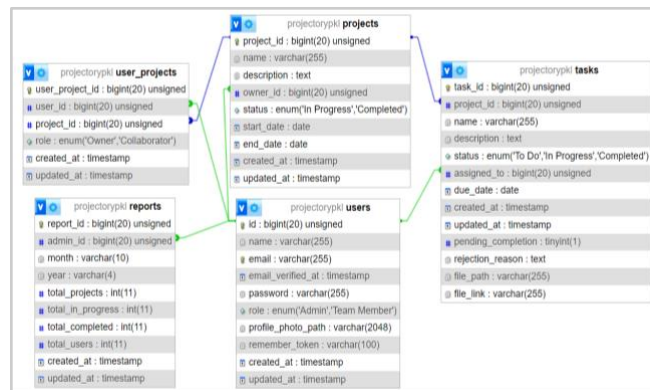 projectorypkl projects
project_id : bigint(20) unsigned
name : varchar(255)
description : text
owner_id : bigint(20) unsigned
status : enum('In Progress','Completed')
start_date : date
end_date : date
created_at : timestamp
updated_at : timestamp
projectorypkl user_projects
user_project_id : bigint(20) unsigned
user_id : bigint(20) unsigned
project_id : bigint(20) unsigned
role : enum('Owner','Collaborator')
created_at : timestamp
updated_at : timestamp
projectorypkl tasks
task_id : bigint(20) unsigned
project_id : bigint(20) unsigned
name : varchar(255)
description : text
status : enum('To Do','In Progress','Completed')
assigned_to : bigint(20) unsigned
due_date : date
created_at : timestamp
updated_at : timestamp
pending_completion : tinyint(1)
rejection_reason : text
file_path : varchar(255)
file_link : varchar(255)
projectorypkl reports
report_id : bigint(20) unsigned
admin_id : bigint(20) unsigned
month : varchar(10)
year : varchar(4)
total_projects : int(11)
total_in_progress : int(11)
total_completed : int(11)
total_users : int(11)
created_at : timestamp
updated_at : timestamp
projectorypkl users
id : bigint(20) unsigned
name : varchar(255)
email : varchar(255)
email_verified_at : timestamp
password : varchar(255)
role : enum('Admin','Team Member')
profile_photo_path : varchar(2048)
remember_token : varchar(100)
created_at : timestamp
updated_at : timestamp